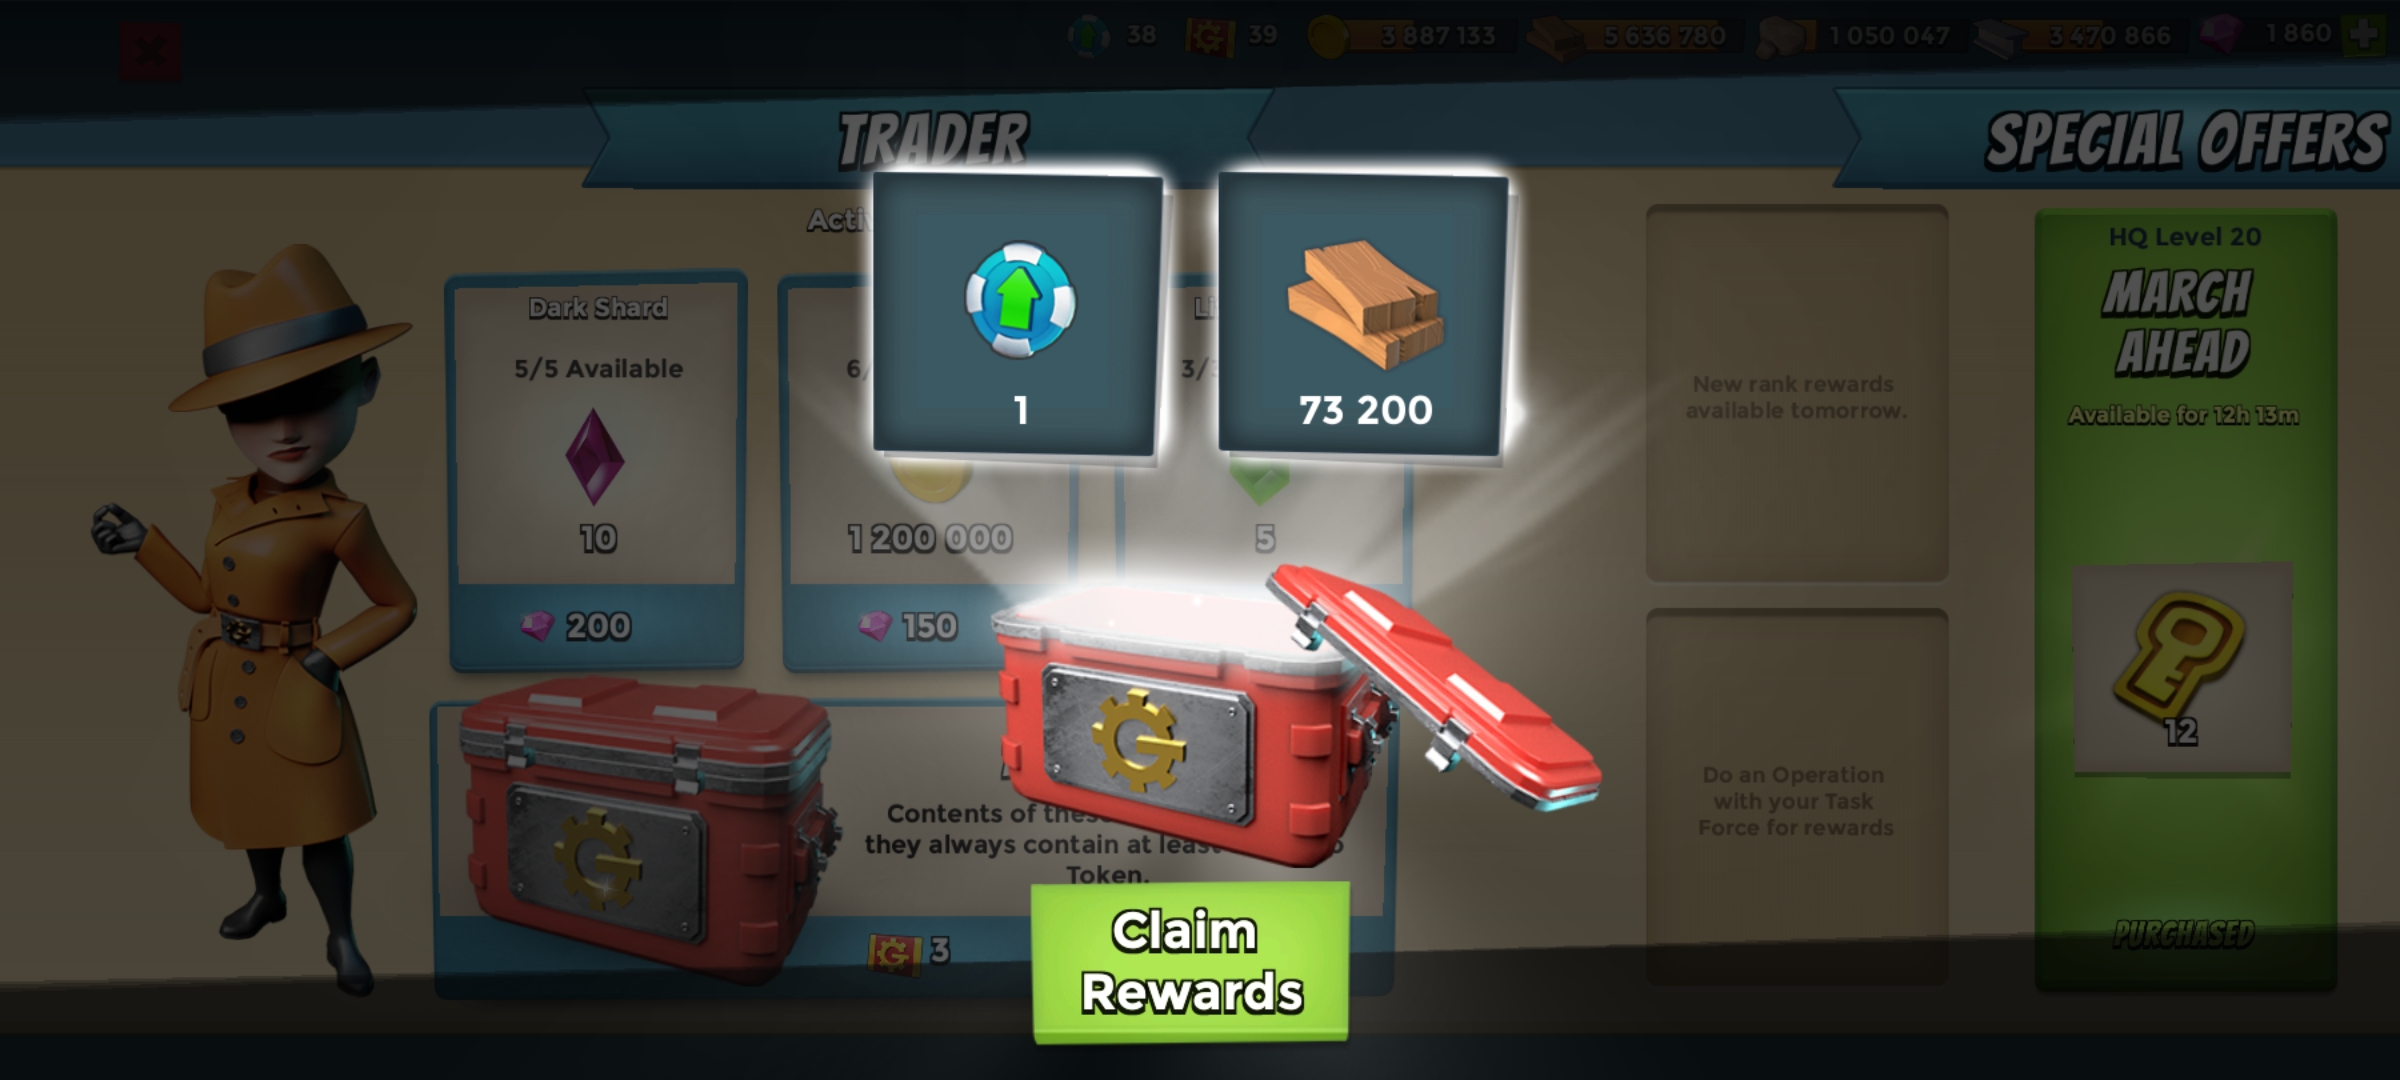 38
39
3 887 133
5 636 780
1 050 047
3 470 866
1 860
TRADER
SPECIAL OFFERS
Dark Shard
5/5 Available
10
200
1 200 000
150
5
1
73 200
Contents of
they always contain at least
Token.
3
Claim
Rewards
New rank rewards
available tomorrow.
Do an Operation
with your Task
Force for rewards
HQ Level 20
MARCH
AHEAD
Available for 12h 13m
12
PURCHASED